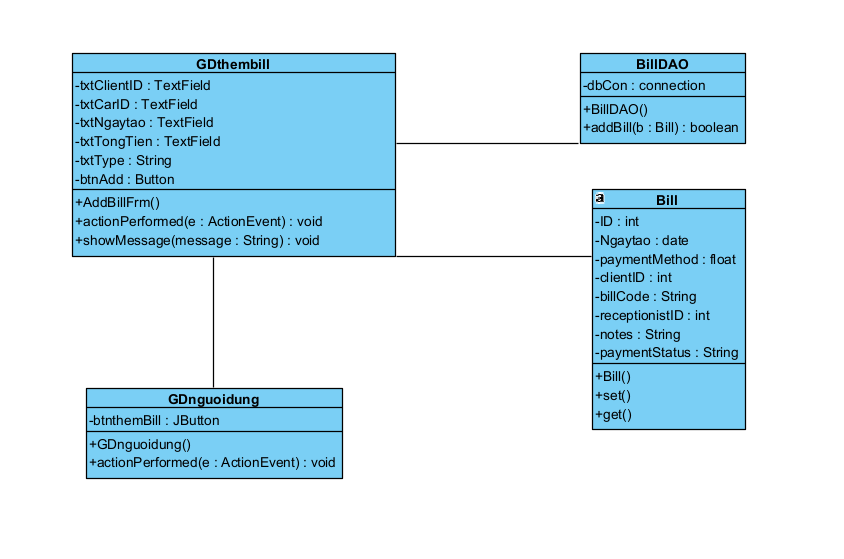 GDthembill
-txtClientID : TextField
-txtCarID : TextField
-txtNgaytao : TextField
-txtTongTien : TextField
-txtType : String
-btnAdd : Button
+AddBillFrm()
+actionPerformed(e : ActionEvent) : void
+showMessage(message : String) : void
BillDAO
-dbCon : connection
+BillDAO()
+addBill(b : Bill) : boolean
a
Bill
-ID : int
-Ngaytao : date
-paymentMethod : float
-clientID : int
-billCode : String
-receptionistID : int
-notes : String
-paymentStatus : String
+Bill()
+set()
+get()
GDnguoidung
-btnthemBill : JButton
+GDnguoidung()
+actionPerformed(e : ActionEvent) : void